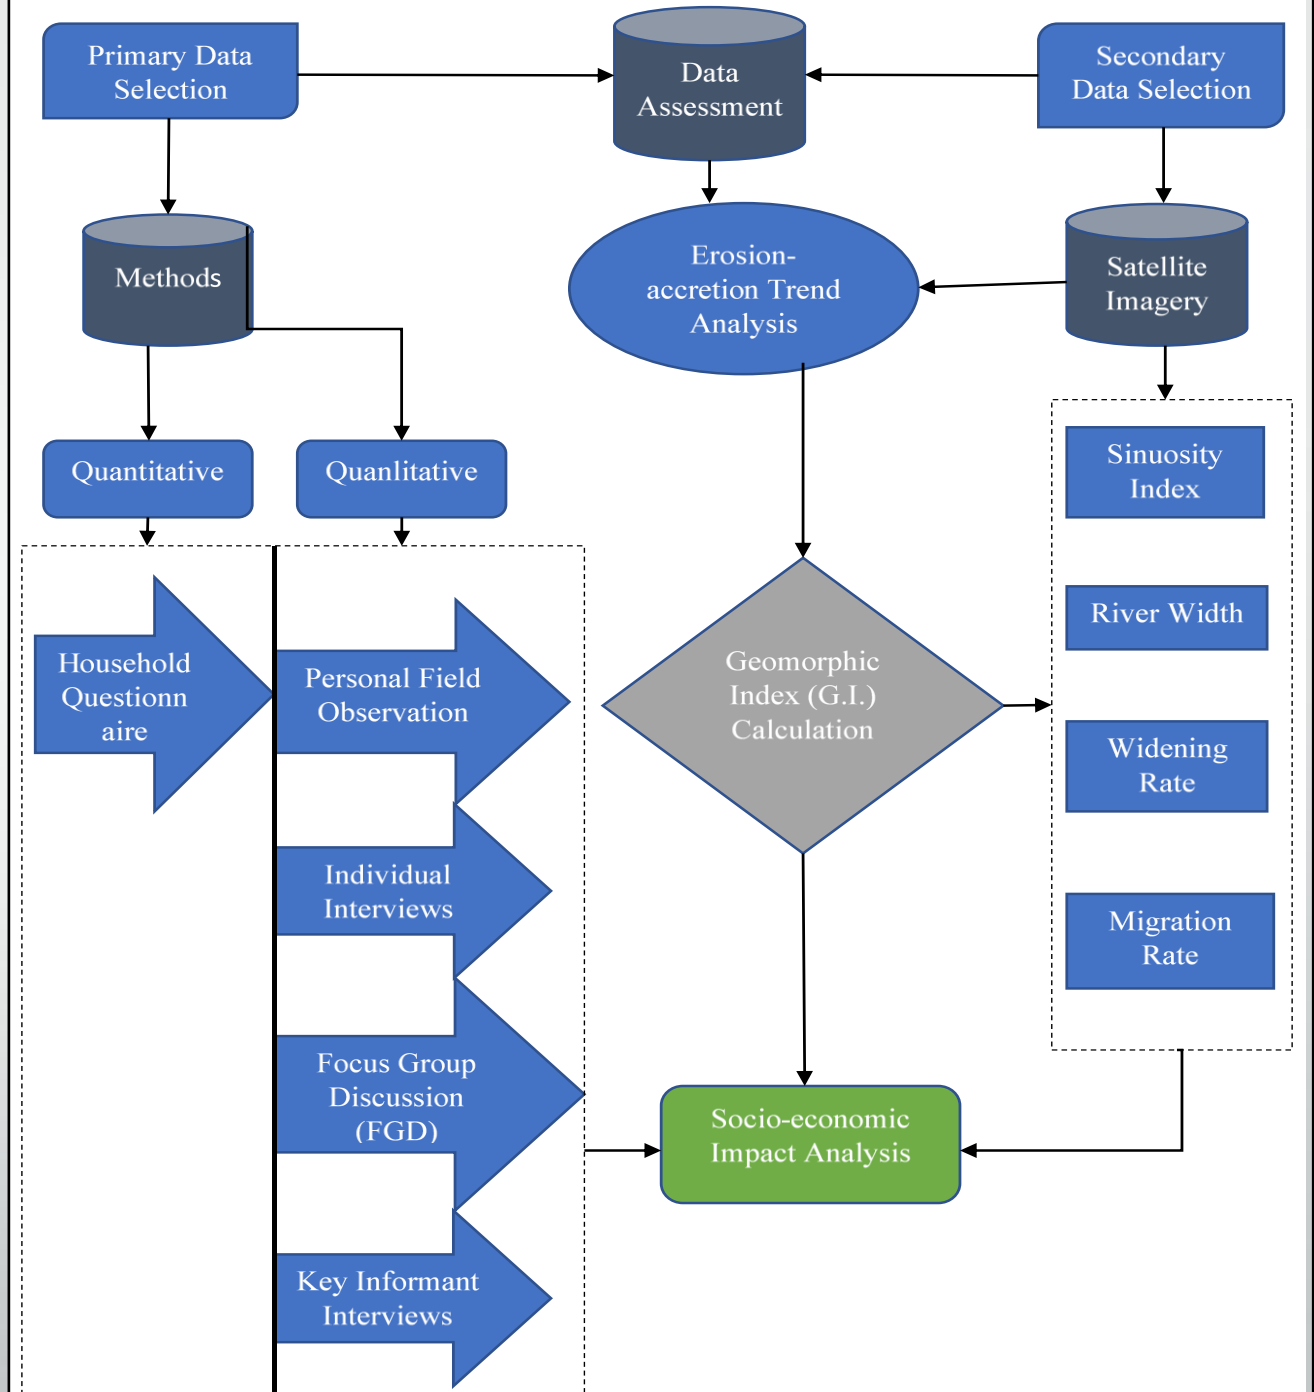 Primary Data
Selection
Data
Assessment
Secondary
Data Selection
Methods
Erosion-
accretion Trend
Analysis
Satellite
Imagery
Quantitative
Quanlitative
Sinuosity
Index
River Width
Widening
Rate
Migration
Rate
Household
Questionn
aire
Personal Field
Observation
Individual
Interviews
Focus Group
Discussion
(FGD)
Key Informant
Interviews
Geomorphic
Index (G.I.)
Calculation
Socio-economic
Impact Analysis